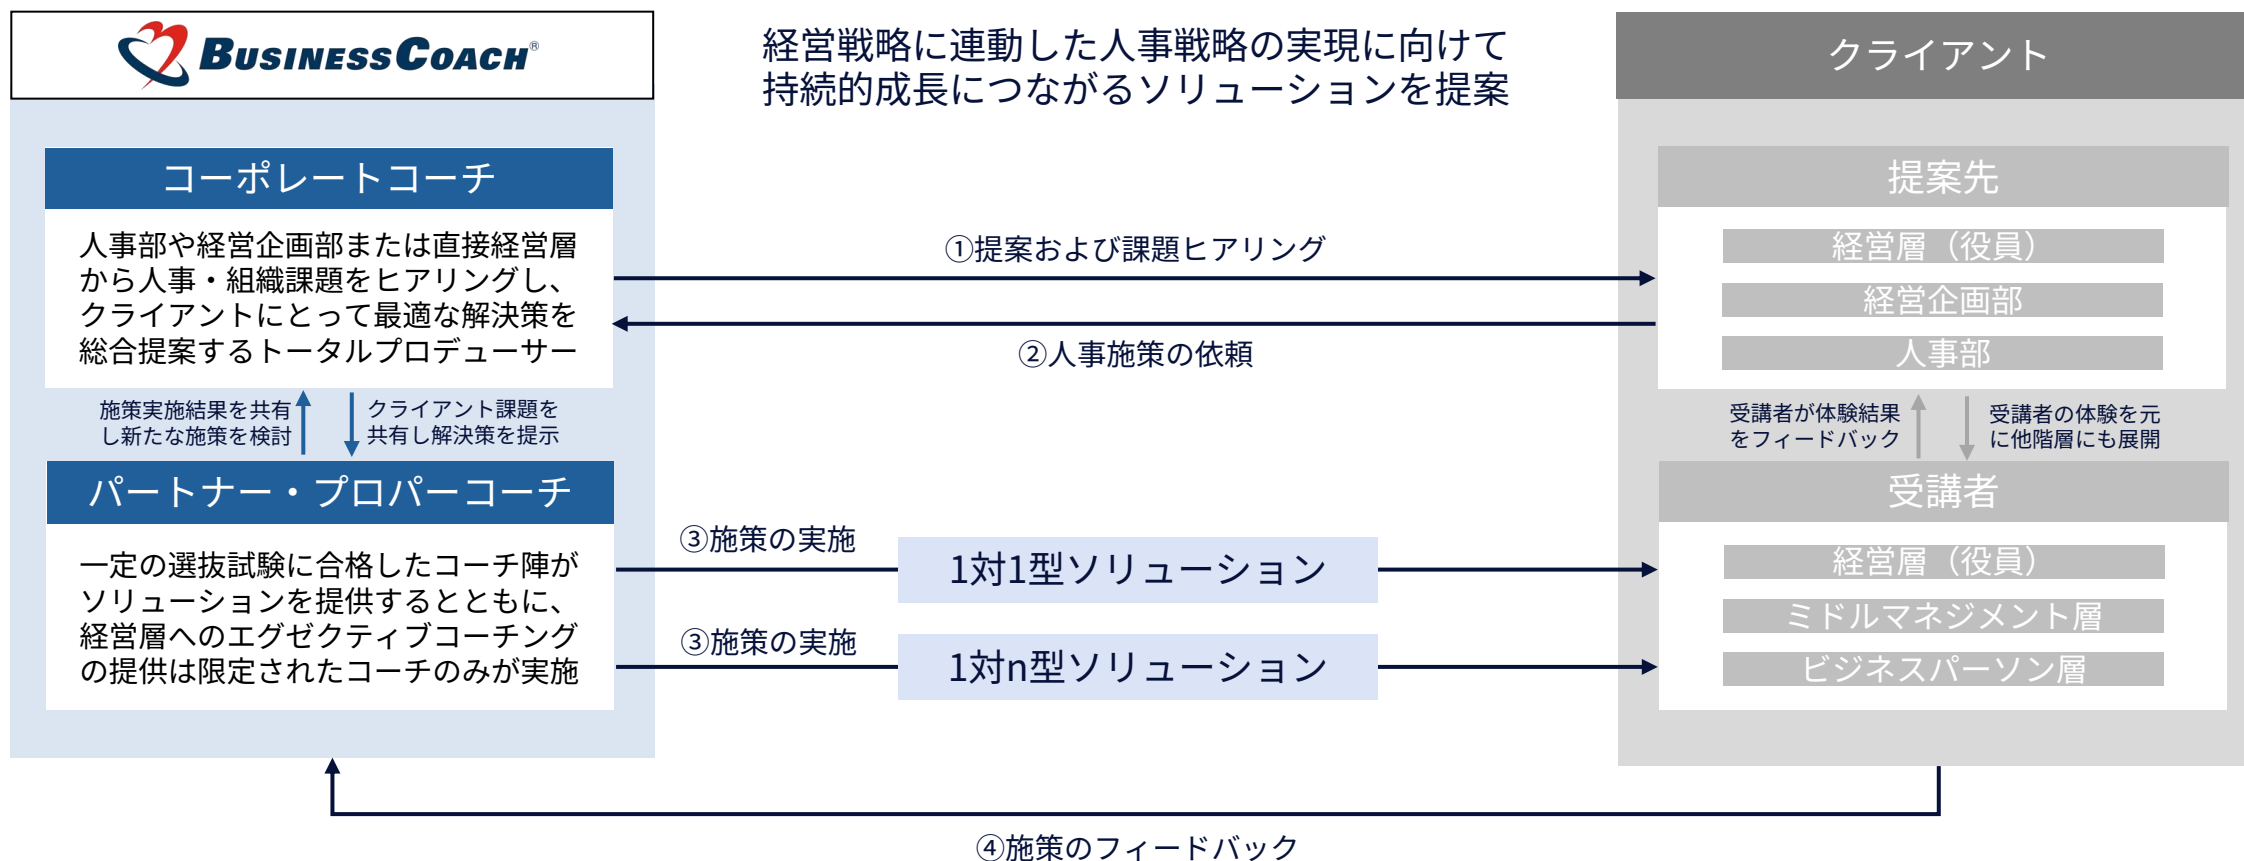 BUSINESSCOACH®
経営戦略に連動した人事戦略の実現に向けて
持続的成長につながるソリューションを提案
クライアント
コーポレートコーチ
人事部や経営企画部または直接経営層
から人事・組織課題をヒアリングし、
クライアントにとって最適な解決策を
総合提案するトータルプロデューサー
①提案および課題ヒアリング
②人事施策の依頼
提案先
経営層（役員）
経営企画部
人事部
施策実施結果を共有
し新たな施策を検討
クライアント課題を
共有し解決策を提示
受講者が体験結果
をフィードバック
受講者の体験を元
に他階層にも展開
パートナー・プロパーコーチ
一定の選抜試験に合格したコーチ陣が
ソリューションを提供するとともに、
経営層へのエグゼクティブコーチング
の提供は限定されたコーチのみが実施
③施策の実施
1対1型ソリューション
③施策の実施
1対n型ソリューション
受講者
経営層（役員）
ミドルマネジメント層
ビジネスパーソン層
④施策のフィードバック